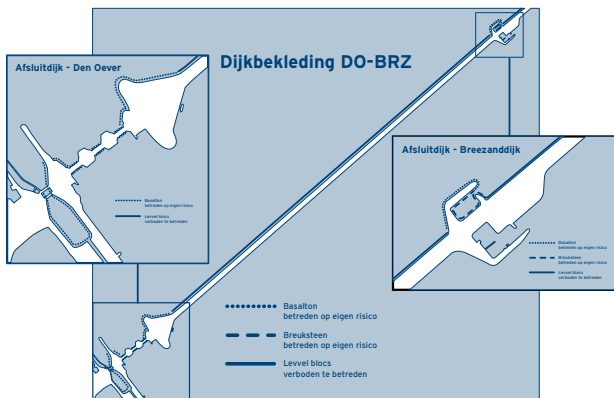 Dijkbekleding DO-BRZ
Afsluitdijk - Den Oever
Basalton
betreden op eigen risico
Levvel blocs
verboden te betreden
Afsluitdijk - Breezanddijk
Basalton
betreden op eigen risico
Breuksteen
betreden op eigen risico
Levvel blocs
verboden te betreden
Basalton
betreden op eigen risico
Breuksteen
betreden op eigen risico
Levvel blocs
verboden te betreden